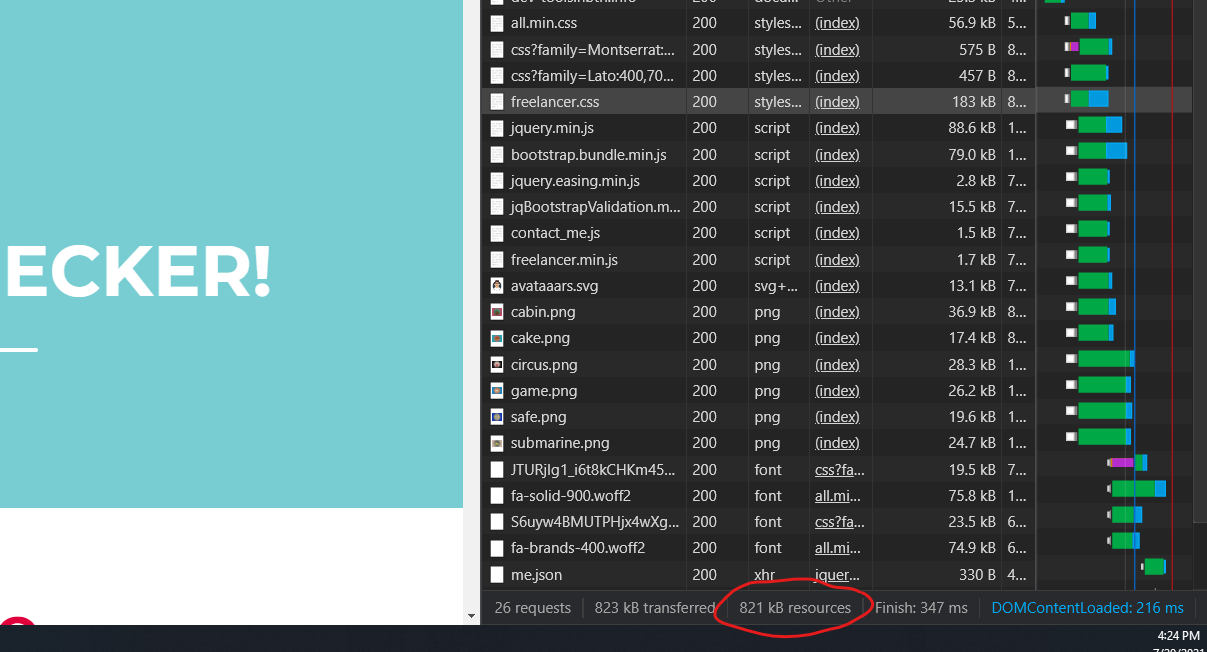 all.min.css 200 styles... (index) 56.9 kB 5...
css?family=Montserrat:... 200 styles... (index) 575 B 8...
css?family=Lato:400,70... 200 styles... (index) 457 B 8...
freelancer.css 200 styles... (index) 183 kB 8...
jquery.min.js 200 script (index) 88.6 kB 1...
bootstrap.bundle.min.js 200 script (index) 79.0 kB 1...
jquery.easing.min.js 200 script (index) 2.8 kB 7...
jqBootstrapValidation.m... 200 script (index) 15.5 kB 7...
contact_me.js 200 script (index) 1.5 kB 7...
freelancer.min.js 200 script (index) 1.7 kB 7...
avataaars.svg 200 svg+... (index) 13.1 kB 7...
cabin.png 200 png (index) 36.9 kB 8...
cake.png 200 png (index) 17.4 kB 8...
circus.png 200 png (index) 28.3 kB 1...
game.png 200 png (index) 26.2 kB 1...
safe.png 200 png (index) 19.6 kB 1...
submarine.png 200 png (index) 24.7 kB 1...
JTURjIg1_i6t8kCHKm45... 200 font css?fa... 19.5 kB 7...
fa-solid-900.woff2 200 font all.mi... 75.8 kB 1...
S6uyw4BMUTPHjx4wXg... 200 font css?fa... 23.5 kB 6...
fa-brands-400.woff2 200 font all.mi... 74.9 kB 6...
me.json 200 xhr jquer... 330 B 4...
26 requests 823 kB transferred 821 kB resources Finish: 347 ms DOMContentLoaded: 216 ms
ECKER!
4:24 PM